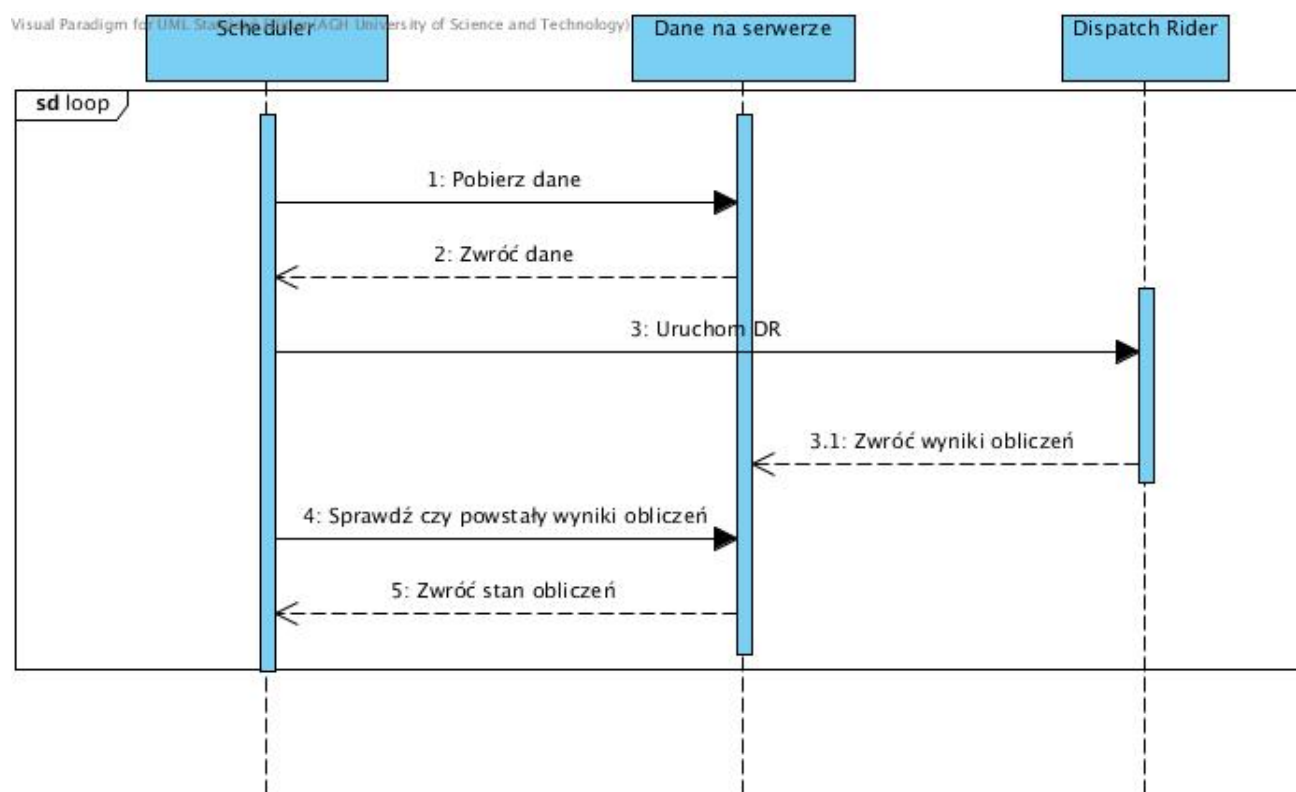 Visual Paradigm for UML Standard Edition(AGH University of Science and Technology)
Scheduler
Dane na serwerze
Dispatch Rider
sd loop
1: Pobierz dane
2: Zwróć dane
3: Uruchom DR
3.1: Zwróć wyniki obliczeń
4: Sprawdź czy powstały wyniki obliczeń
5: Zwróć stan obliczeń